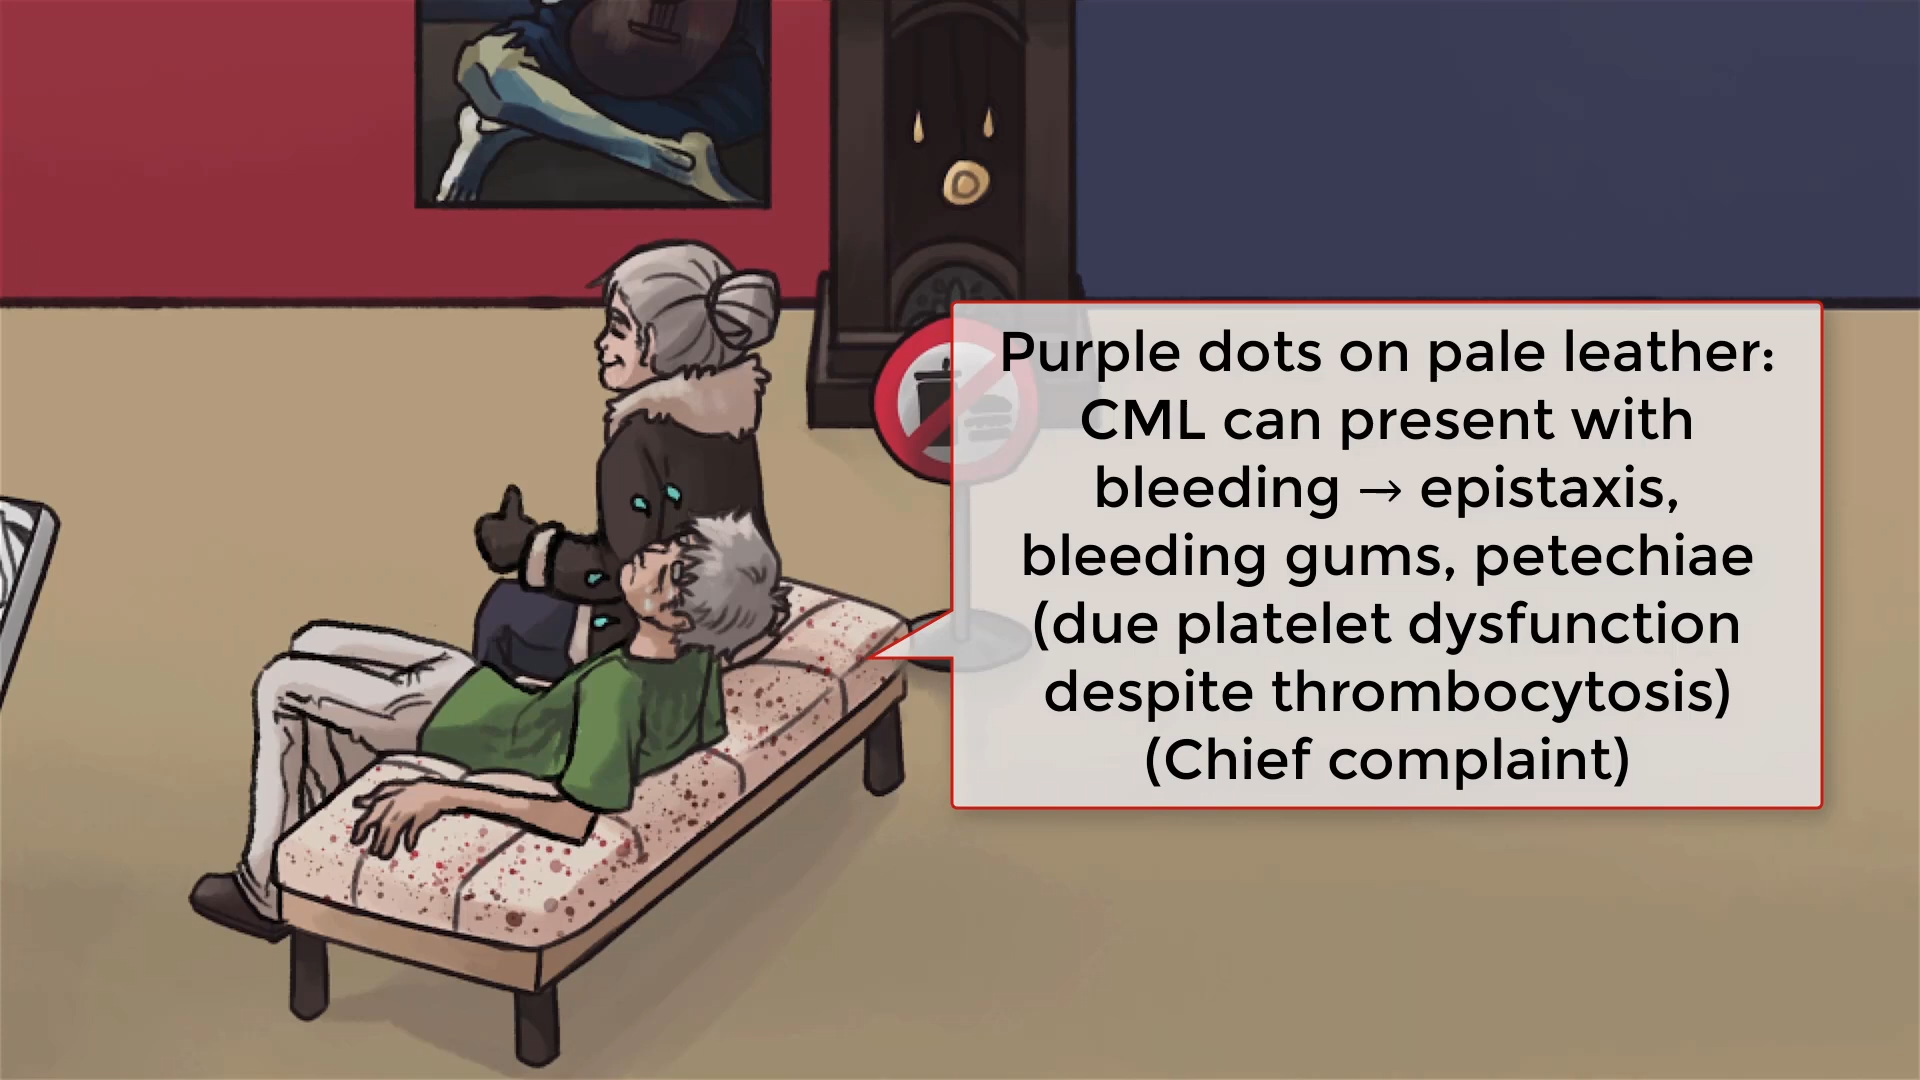 Purple dots on pale leather:
CML can present with
bleeding → epistaxis,
bleeding gums, petechiae
(due platelet dysfunction
despite thrombocytosis)
(Chief complaint)